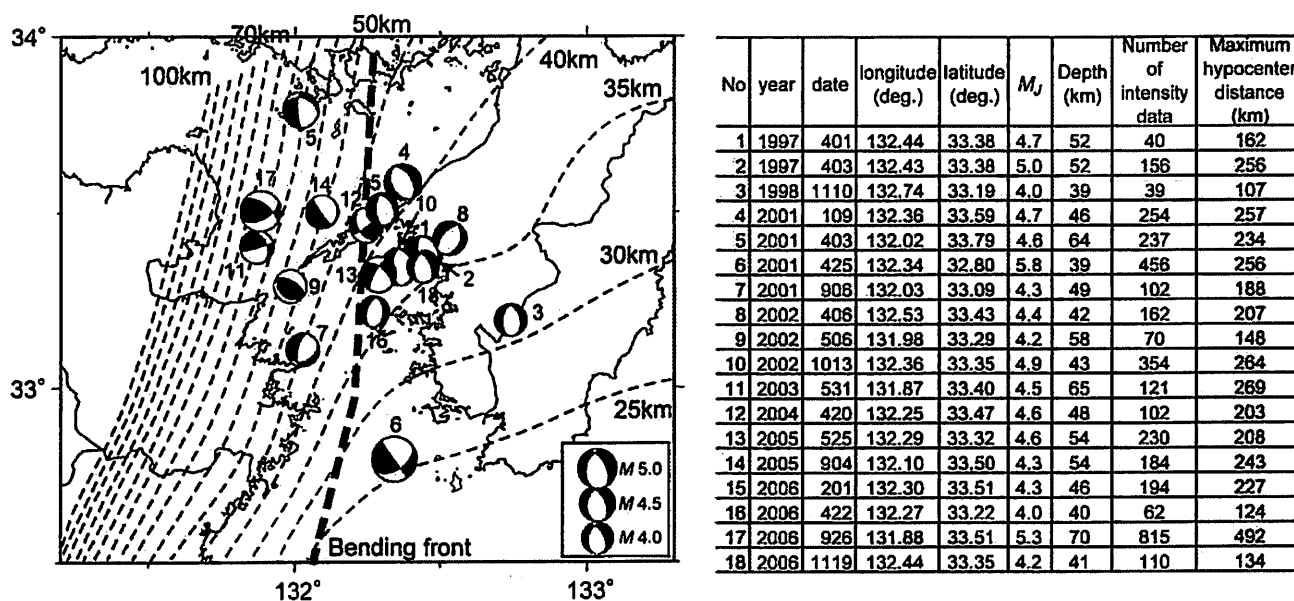 50km
34°
70km
40km
100km
35km
5
4
17
14
12
5
10
8
1
30km
11
13
9
18
2
16
3
7
33°
25km
6
M 5.0
M 4.5
M 4.0
Bending front
132°
133°
No year date longitude (deg.) latitude (deg.) MJ Depth (km) Number of intensity data Maximum hypocenter distance (km)
1 1997 401 132.44 33.38 4.7 52 40 162
2 1997 403 132.43 33.38 5.0 52 156 256
3 1998 1110 132.74 33.19 4.0 39 39 107
4 2001 109 132.36 33.59 4.7 46 254 257
5 2001 403 132.02 33.79 4.6 64 237 234
6 2001 425 132.34 32.80 5.8 39 456 256
7 2001 906 132.03 33.09 4.3 49 102 188
8 2002 406 132.53 33.43 4.4 42 162 207
9 2002 506 131.98 33.29 4.2 58 70 148
10 2002 1013 132.36 33.35 4.9 43 354 264
11 2003 531 131.87 33.40 4.5 65 121 269
12 2004 420 132.25 33.47 4.6 48 102 203
13 2005 525 132.29 33.32 4.6 54 230 208
14 2005 904 132.10 33.50 4.3 54 184 243
15 2006 201 132.30 33.51 4.3 46 194 227
16 2006 422 132.27 33.22 4.0 40 62 124
17 2006 926 131.88 33.51 5.3 70 815 492
18 2006 1119 132.44 33.35 4.2 41 110 134